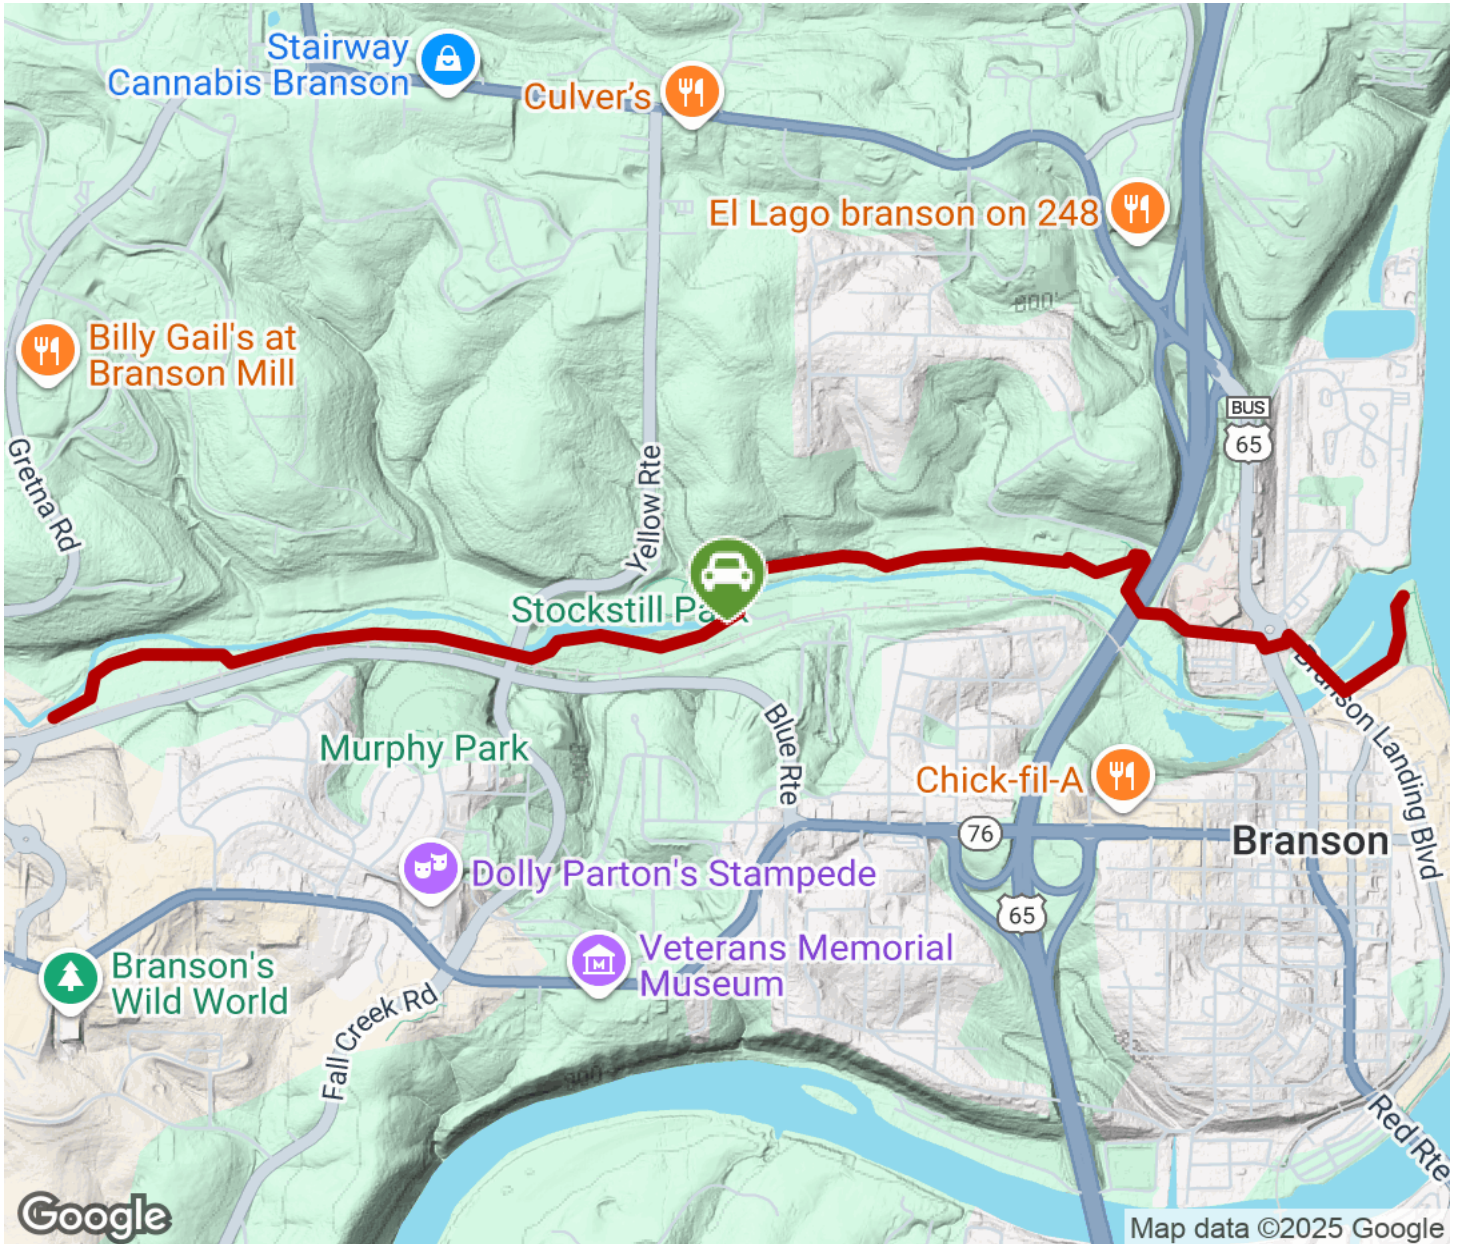 Stairway
Cannabis Branson
Culver's
El Lago branson on 248
800'
Billy Gail's at
Branson Mill
BUS
65
Gretna Rd
Yellow Rte
Stockstill Park
Branson Landing Blvd
Murphy Park
Blue Rte
Chick-fil-A
76
Branson
Dolly Parton's Stampede
65
Veterans Memorial
Museum
Branson's
Wild World
Fall Creek Rd
800
Red Rte
Google
Map data ©2025 Google